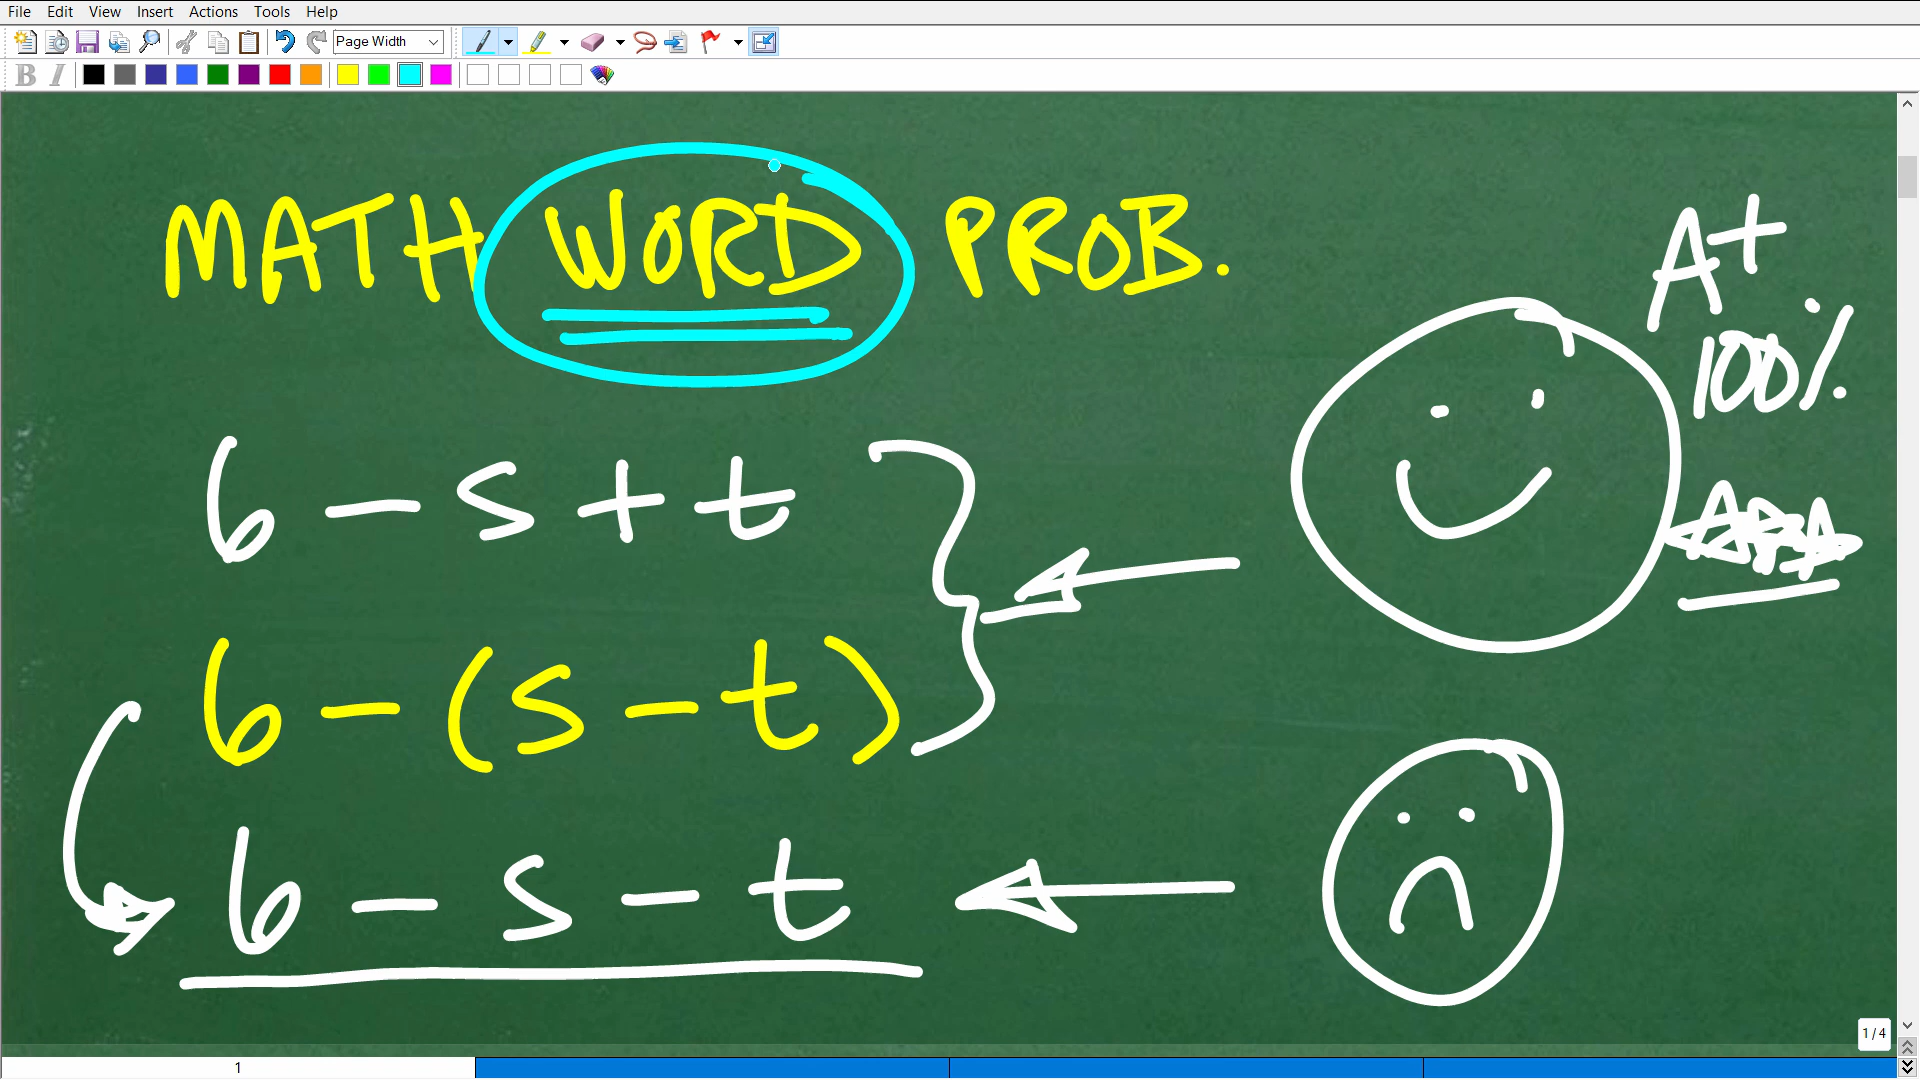 File Edit View Insert Actions Tools Help
Page Width
B I
MATH WORD PROB.
A+
100%
6 - s + t
6 - (s - t)
6 - s - t
1 / 4
1